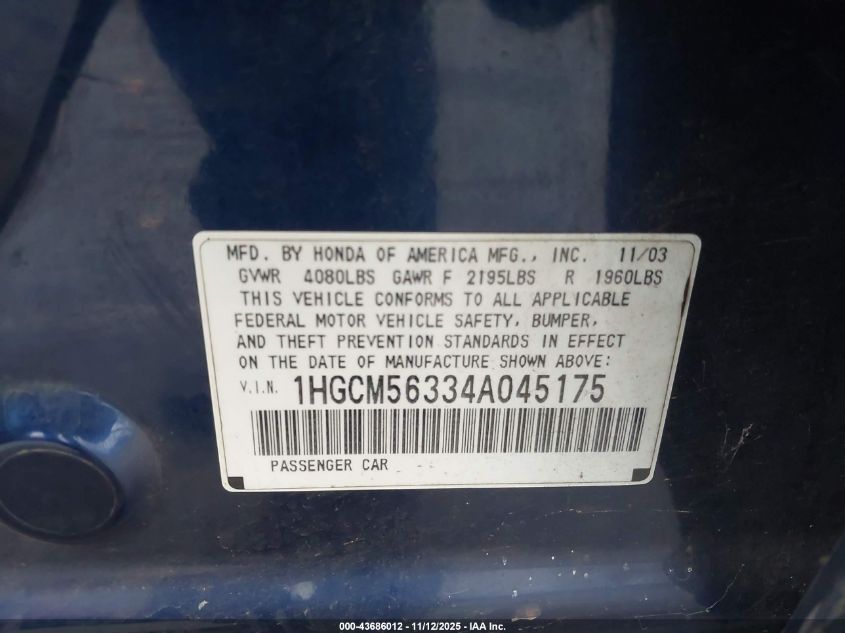 MFD. BY HONDA OF AMERICA MFG., INC. 11/03
GVWR 4080LBS GAWR F 2195LBS R 1960LBS
THIS VEHICLE CONFORMS TO ALL APPLICABLE
FEDERAL MOTOR VEHICLE SAFETY, BUMPER,
AND THEFT PREVENTION STANDARDS IN EFFECT
ON THE DATE OF MANUFACTURE SHOWN ABOVE:
V.I.N. 1HGCM56334A045175
PASSENGER CAR
000-43686012 - 11/12/2025 - IAA Inc.